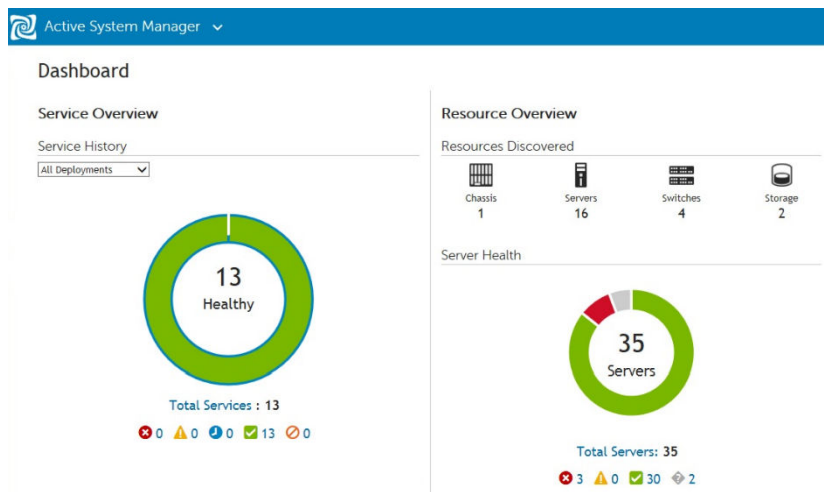 Active System Manager
Dashboard
Service Overview
Service History
All Deployments
13
Healthy
Total Services : 13
0 0 0 13 0
Resource Overview
Resources Discovered
Chassis Servers Switches Storage
1 16 4 2
Server Health
35
Servers
Total Servers: 35
3 0 30 2